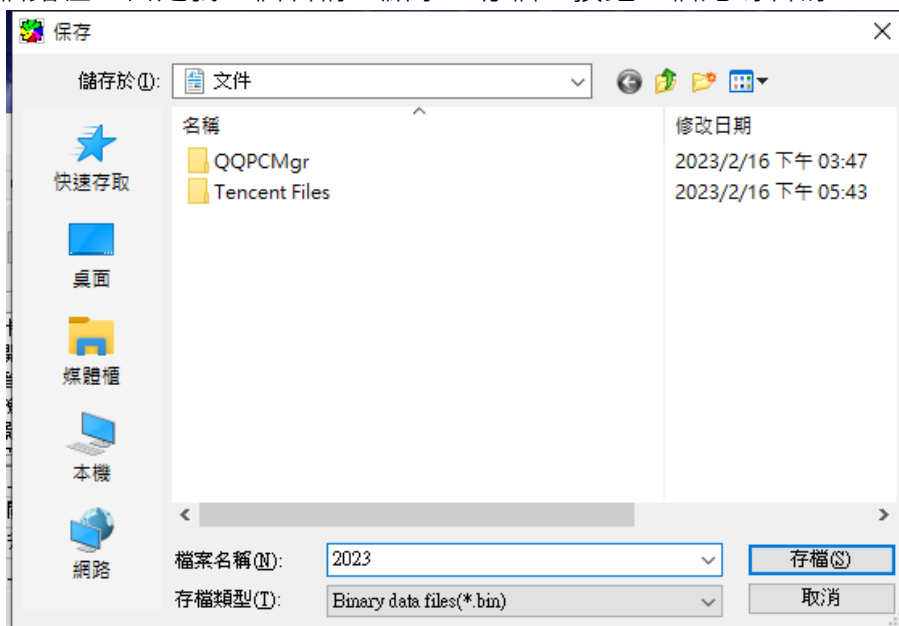 保存
儲存於(I):
文件
名稱
修改日期
QQPCMgr
2023/2/16 下午 03:47
Tencent Files
2023/2/16 下午 05:43
快速存取
桌面
媒體櫃
本機
網路
檔案名稱(N):
2023
存檔(S)
存檔類型(T):
Binary data files(*.bin)
取消